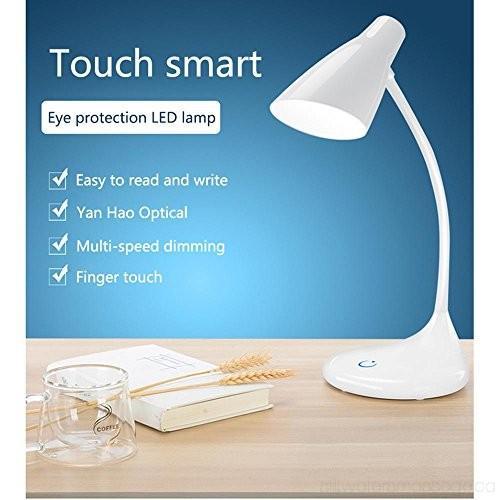 Touch smart
Eye protection LED lamp
Easy to read and write
Yan Hao Optical
Multi-speed dimming
Finger touch
COFFEE